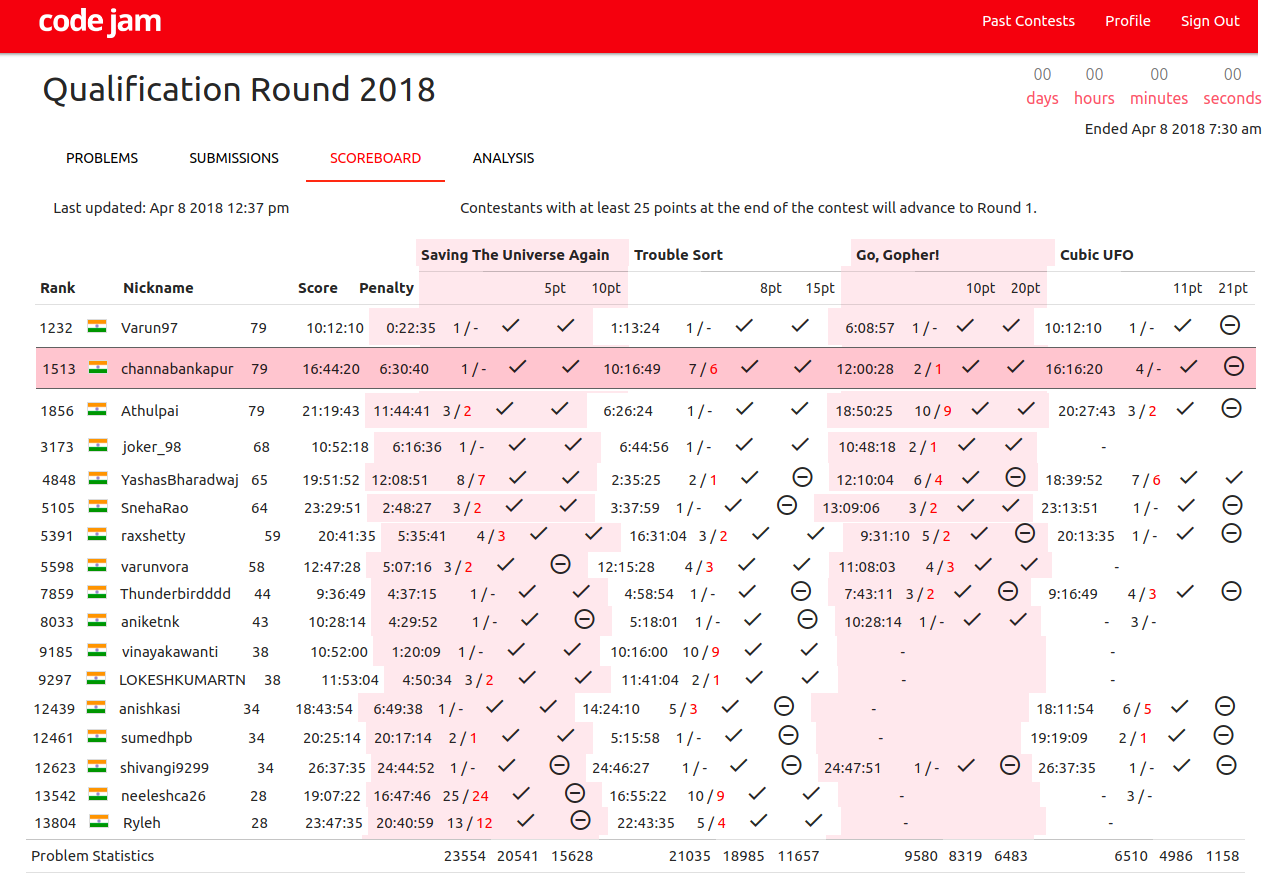 code jam Past Contests Profile Sign Out
00 00 00 00
Qualification Round 2018
days hours minutes seconds
Ended Apr 8 2018 7:30 am
PROBLEMS SUBMISSIONS SCOREBOARD ANALYSIS
Last updated: Apr 8 2018 12:37 pm Contestants with at least 25 points at the end of the contest will advance to Round 1.
Saving The Universe Again Trouble Sort Go, Gopher! Cubic UFO
Rank Nickname Score Penalty 5pt 10pt 8pt 15pt 10pt 20pt 11pt 21pt
1232 Varun97 79 10:12:10 0:22:35 1 / - 1:13:24 1 / - 6:08:57 1 / - 10:12:10 1 / -
1513 channabankapur 79 16:44:20 6:30:40 1 / - 10:16:49 7 / 6 12:00:28 2 / 1 16:16:20 4 / -
1856 Athulpai 79 21:19:43 11:44:41 3 / 2 6:26:24 1 / - 18:50:25 10 / 9 20:27:43 3 / 2
3173 joker_98 68 10:52:18 6:16:36 1 / - 6:44:56 1 / - 10:48:18 2 / 1 -
4848 YashasBharadwaj 65 19:51:52 12:08:51 8 / 7 2:35:25 2 / 1 12:10:04 6 / 4 18:39:52 7 / 6
5105 SnehaRao 64 23:29:51 2:48:27 3 / 2 3:37:59 1 / - 13:09:06 3 / 2 23:13:51 1 / -
5391 raxshetty 59 20:41:35 5:35:41 4 / 3 16:31:04 3 / 2 9:31:10 5 / 2 20:13:35 1 / -
5598 varunvora 58 12:47:28 5:07:16 3 / 2 12:15:28 4 / 3 11:08:03 4 / 3 -
7859 Thunderbirdddd 44 9:36:49 4:37:15 1 / - 4:58:54 1 / - 7:43:11 3 / 2 9:16:49 4 / 3
8033 aniketnk 43 10:28:14 4:29:52 1 / - 5:18:01 1 / - 10:28:14 1 / - - 3 / -
9185 vinayakawanti 38 10:52:00 1:20:09 1 / - 10:16:00 10 / 9 - -
9297 LOKESHKUMARTN 38 11:53:04 4:50:34 3 / 2 11:41:04 2 / 1 - -
12439 anishkasi 34 18:43:54 6:49:38 1 / - 14:24:10 5 / 3 - 18:11:54 6 / 5
12461 sumedhpb 34 20:25:14 20:17:14 2 / 1 5:15:58 1 / - - 19:19:09 2 / 1
12623 shivangi9299 34 26:37:35 24:44:52 1 / - 24:46:27 1 / - 24:47:51 1 / - 26:37:35 1 / -
13542 neeleshca26 28 19:07:22 16:47:46 25 / 24 16:55:22 10 / 9 - - 3 / -
13804 Ryleh 28 23:47:35 20:40:59 13 / 12 22:43:35 5 / 4 - -
Problem Statistics 23554 20541 15628 21035 18985 11657 9580 8319 6483 6510 4986 1158